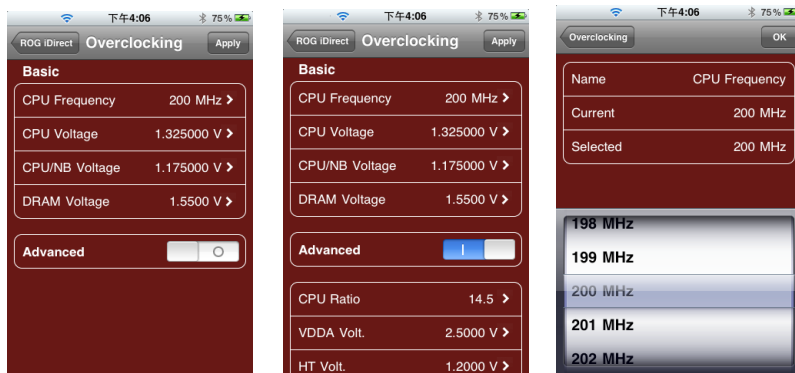 下午4:06 75%
ROG iDirect Overclocking Apply
Basic
CPU Frequency 200 MHz
CPU Voltage 1.325000 V
CPU/NB Voltage 1.175000 V
DRAM Voltage 1.5500 V
Advanced
下午4:06 75%
ROG iDirect Overclocking Apply
Basic
CPU Frequency 200 MHz
CPU Voltage 1.325000 V
CPU/NB Voltage 1.175000 V
DRAM Voltage 1.5500 V
Advanced
CPU Ratio 14.5
VDDA Volt. 2.5000 V
HT Volt. 1.2000 V
下午4:06 75%
Overclocking OK
Name CPU Frequency
Current 200 MHz
Selected 200 MHz
198 MHz
199 MHz
200 MHz
201 MHz
202 MHz